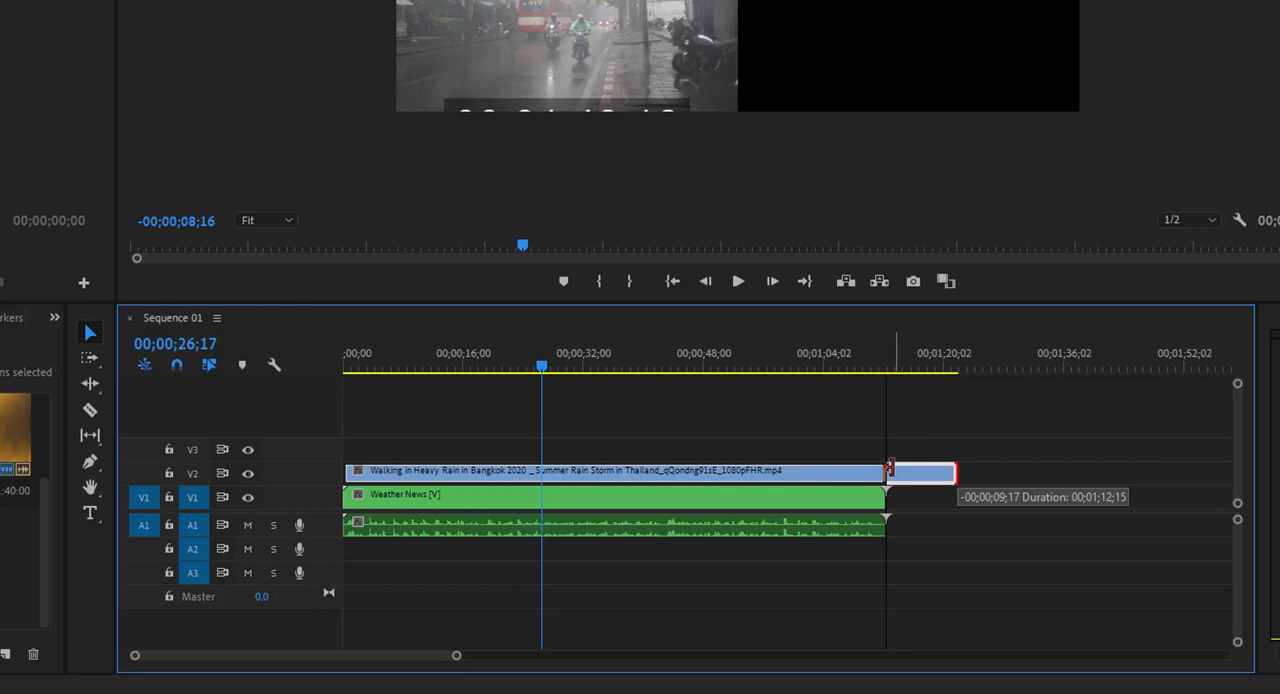 00;00;00;00
-00;00;08;16
Fit
1/2
00;0
rkers
Sequence 01
00;00;26;17
ns selected
;00;00
00;00;16;00
00;00;32;00
00;00;48;00
00;01;04;02
00;01;20;02
00;01;36;02
00;01;52;02
V3
V2
Walking in Heavy Rain in Bangkok 2020 _ Summer Rain Storm in Thailand_qQondng91sE_1080pFHR.mp4
V1
V1
Weather News [V]
-00;00;09;17 Duration: 00;01;12;15
:1:40:00
A1
A1
M
S
A2
M
S
A3
M
S
Master
0.0